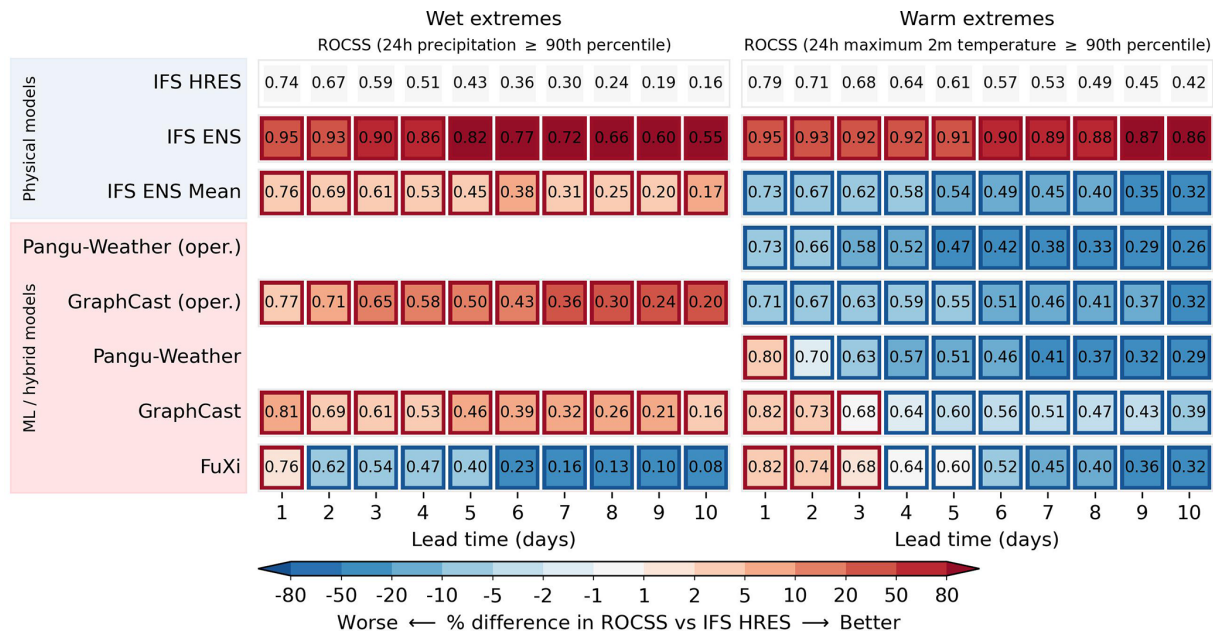 Wet extremes
ROCSS (24h precipitation ≥ 90th percentile)
Warm extremes
ROCSS (24h maximum 2m temperature ≥ 90th percentile)
Physical models
IFS HRES 0.74 0.67 0.59 0.51 0.43 0.36 0.30 0.24 0.19 0.16 0.79 0.71 0.68 0.64 0.61 0.57 0.53 0.49 0.45 0.42
IFS ENS 0.95 0.93 0.90 0.86 0.82 0.77 0.72 0.66 0.60 0.55 0.95 0.93 0.92 0.92 0.91 0.90 0.89 0.88 0.87 0.86
IFS ENS Mean 0.76 0.69 0.61 0.53 0.45 0.38 0.31 0.25 0.20 0.17 0.73 0.67 0.62 0.58 0.54 0.49 0.45 0.40 0.35 0.32
ML / hybrid models
Pangu-Weather (oper.) 0.73 0.66 0.58 0.52 0.47 0.42 0.38 0.33 0.29 0.26
GraphCast (oper.) 0.77 0.71 0.65 0.58 0.50 0.43 0.36 0.30 0.24 0.20 0.71 0.67 0.63 0.59 0.55 0.51 0.46 0.41 0.37 0.32
Pangu-Weather 0.80 0.70 0.63 0.57 0.51 0.46 0.41 0.37 0.32 0.29
GraphCast 0.81 0.69 0.61 0.53 0.46 0.39 0.32 0.26 0.21 0.16 0.82 0.73 0.68 0.64 0.60 0.56 0.51 0.47 0.43 0.39
FuXi 0.76 0.62 0.54 0.47 0.40 0.23 0.16 0.13 0.10 0.08 0.82 0.74 0.68 0.64 0.60 0.52 0.45 0.40 0.36 0.32
1 2 3 4 5 6 7 8 9 10 1 2 3 4 5 6 7 8 9 10
Lead time (days) Lead time (days)
-80 -50 -20 -10 -5 -2 -1 1 2 5 10 20 50 80
Worse ⟵ % difference in ROCSS vs IFS HRES ⟶ Better